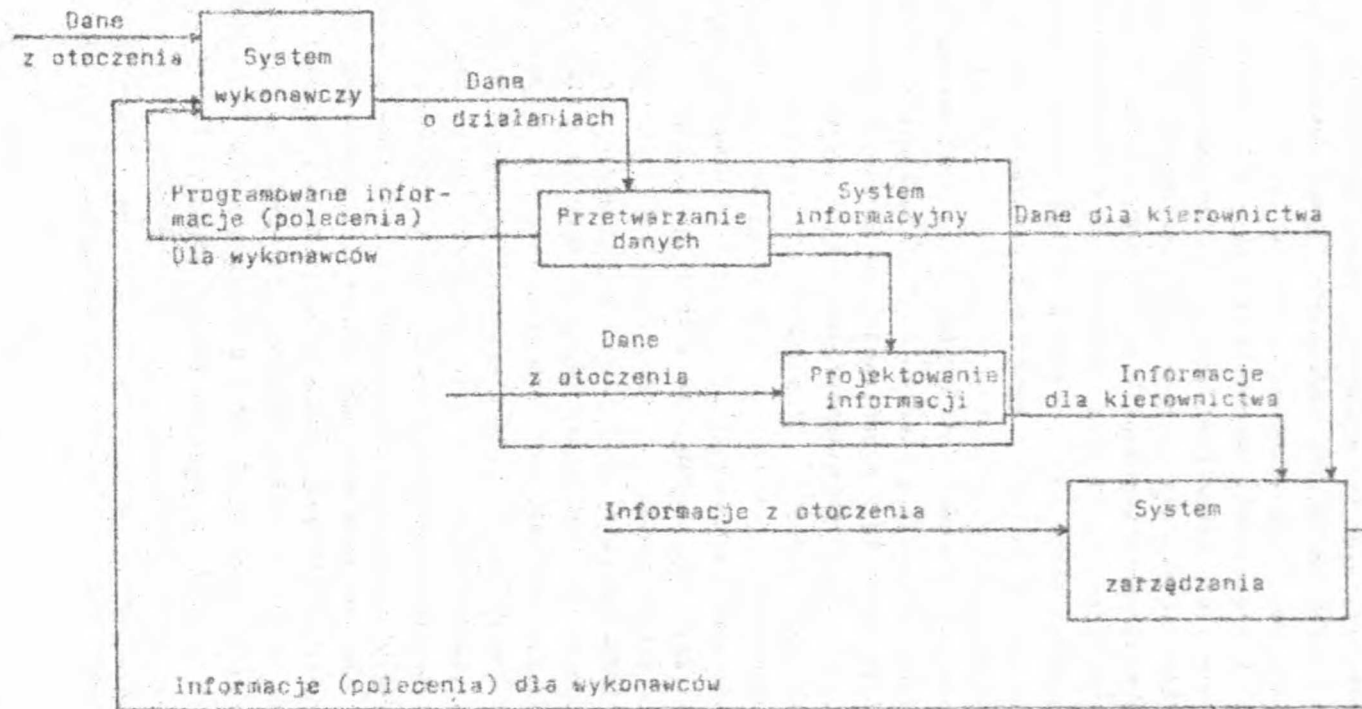 Dane
z otoczenia
System
wykonawczy
Dane
o działaniach
Programowane infor-
macje (polecenia)
Dla wykonawców
Przetwarzanie
danych
System
informacyjny
Dane dla kierownictwa
Dane
z otoczenia
Projektowanie
informacji
Informacje
dla kierownictwa
Informacje z otoczenia
System
zarządzania
Informacje (polecenia) dla wykonawców